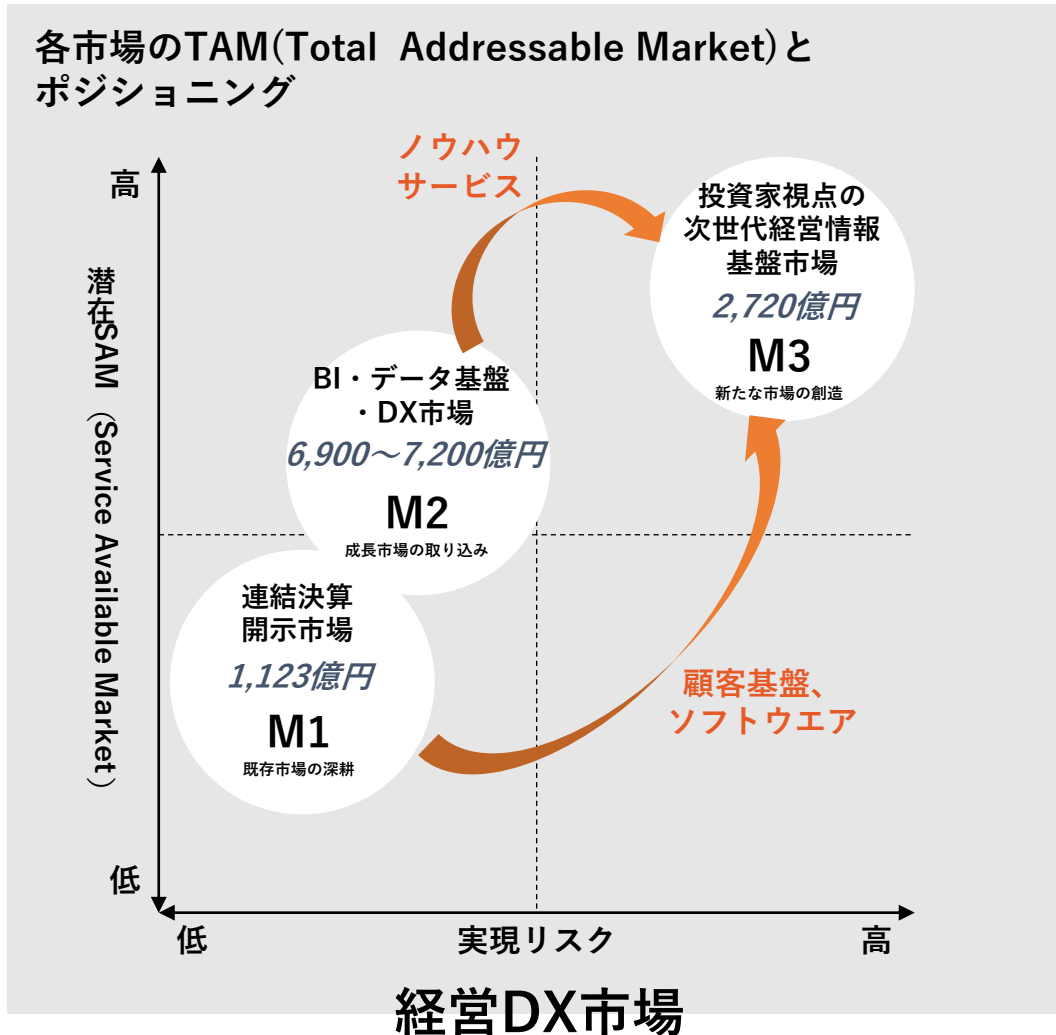 各市場のTAM(Total Addressable Market)と
ポジショニング
ノウハウ
サービス
高
潜在SAM（Service Available Market）
低
投資家視点の
次世代経営情報
基盤市場
2,720億円
M3
新たな市場の創造
BI・データ基盤
・DX市場
6,900～7,200億円
M2
成長市場の取り込み
連結決算
開示市場
1,123億円
M1
既存市場の深耕
顧客基盤、
ソフトウエア
低
実現リスク
高
経営DX市場